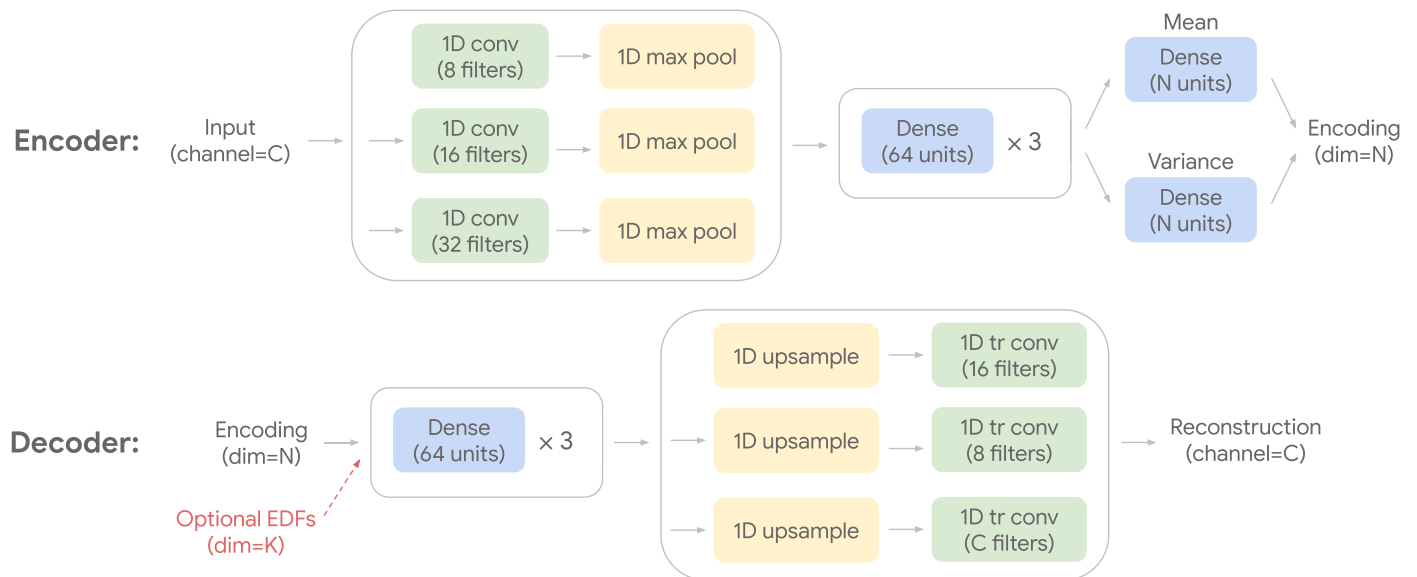 Encoder:
Input
(channel=C)
1D conv
(8 filters)
1D max pool
1D conv
(16 filters)
1D max pool
1D conv
(32 filters)
1D max pool
Dense
(64 units)
× 3
Mean
Dense
(N units)
Variance
Dense
(N units)
Encoding
(dim=N)
Decoder:
Encoding
(dim=N)
Optional EDFs
(dim=K)
Dense
(64 units)
× 3
1D upsample
1D tr conv
(16 filters)
1D upsample
1D tr conv
(8 filters)
1D upsample
1D tr conv
(C filters)
Reconstruction
(channel=C)